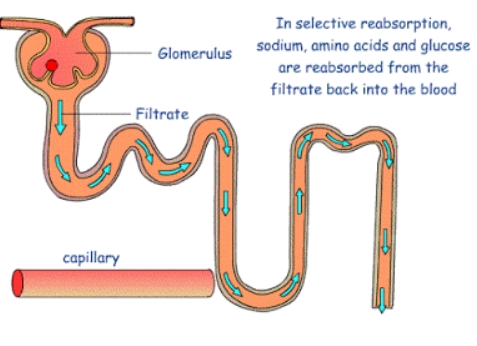 In selective reabsorption,
sodium, amino acids and glucose
are reabsorbed from the
filtrate back into the blood
Glomerulus
Filtrate
capillary